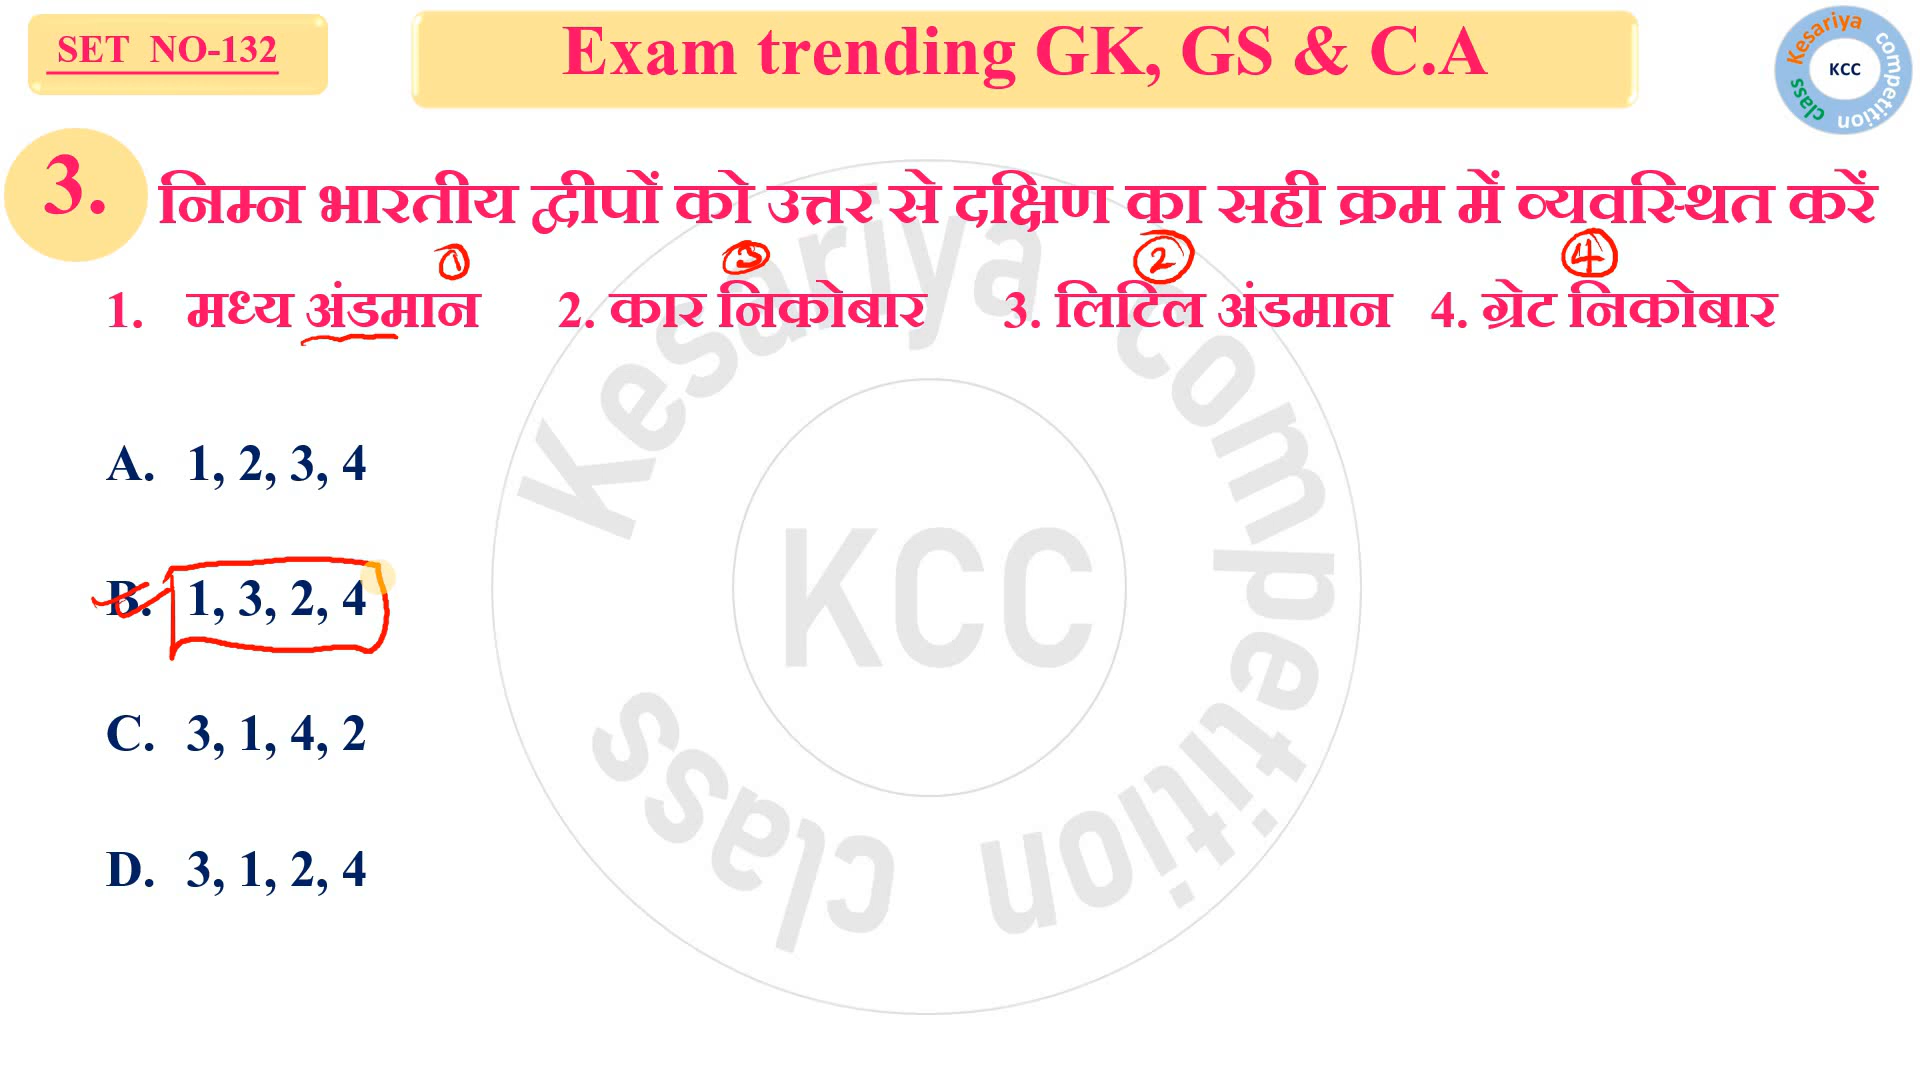 SET NO-132
Exam trending GK, GS & C.A
Kesariya competition class
KCC
3. निम्न भारतीय द्वीपों को उत्तर से दक्षिण का सही क्रम में व्यवस्थित करें
1 3 2 4
1. मध्य अंडमान 2. कार निकोबार 3. लिटिल अंडमान 4. ग्रेट निकोबार
A. 1, 2, 3, 4
B. 1, 3, 2, 4
C. 3, 1, 4, 2
D. 3, 1, 2, 4
Kesariya competition class
KCC